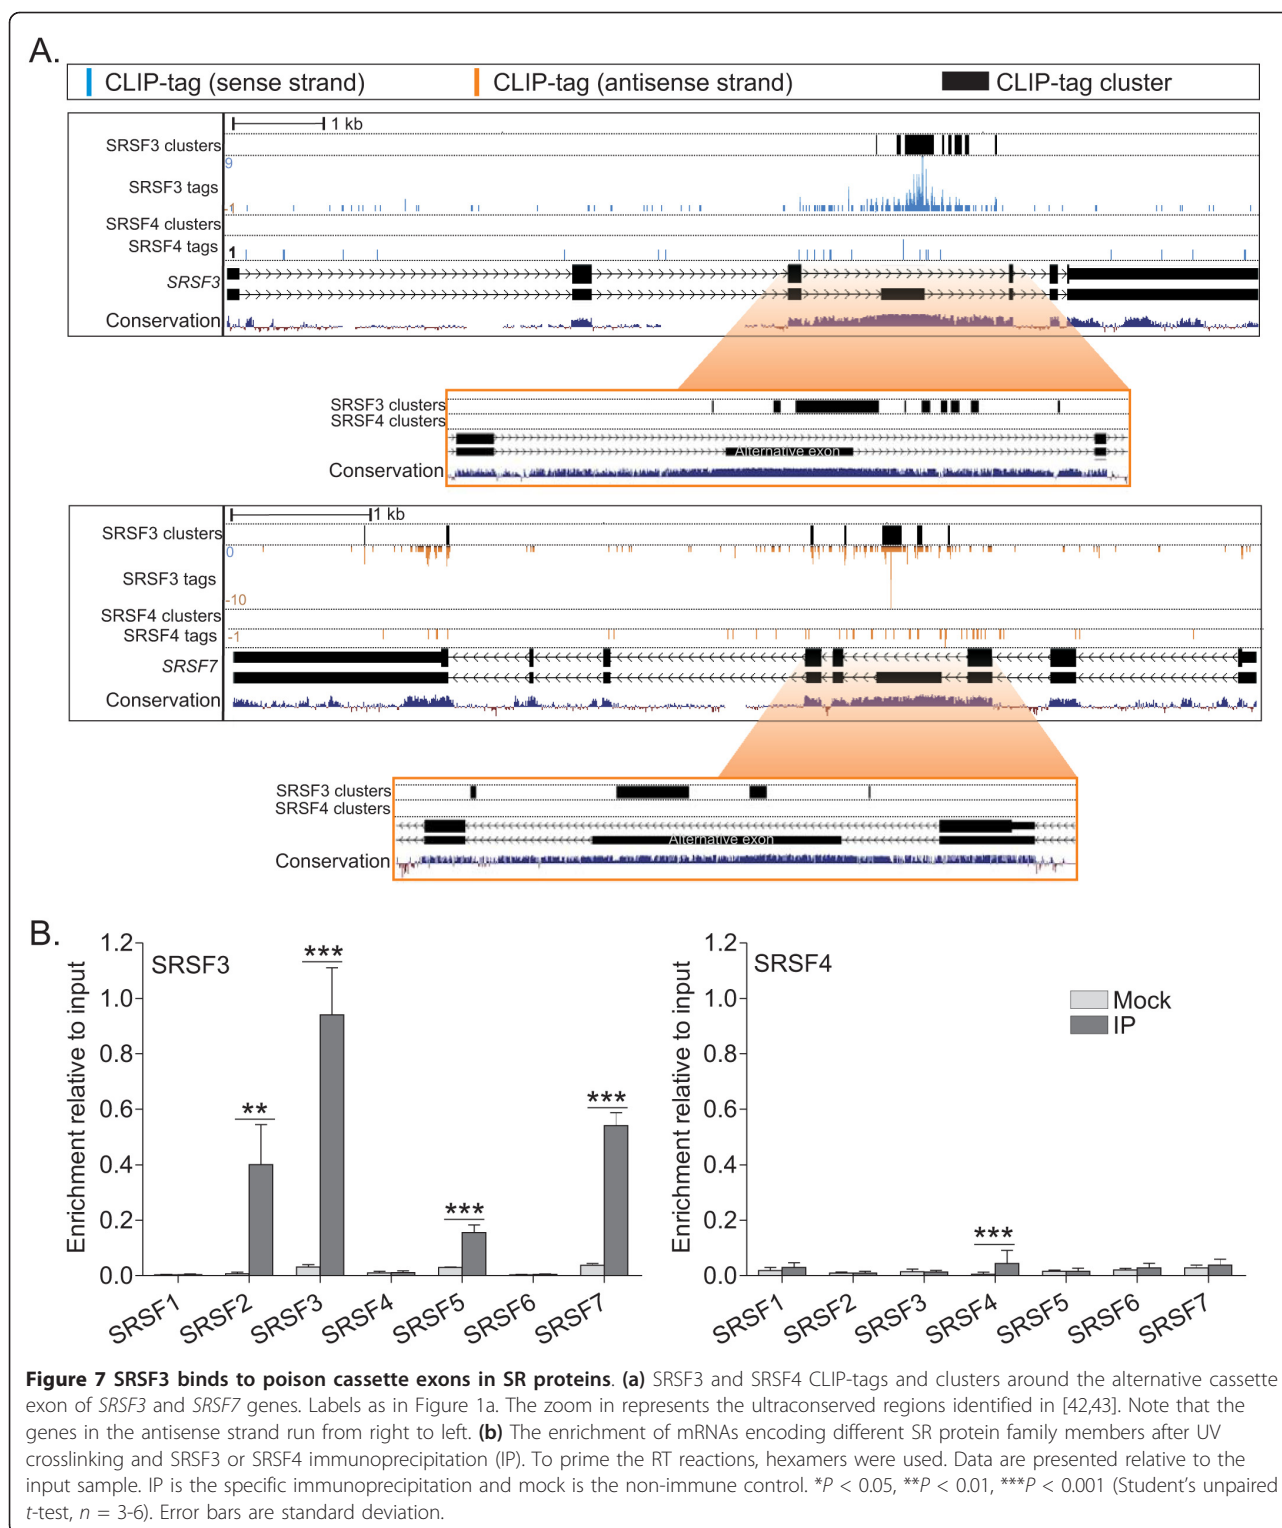 A.
CLIP-tag (sense strand) CLIP-tag (antisense strand) CLIP-tag cluster
1 kb
SRSF3 clusters
9
SRSF3 tags
-1
SRSF4 clusters
SRSF4 tags
1
SRSF3
Conservation
SRSF3 clusters
SRSF4 clusters
Alternative exon
Conservation
1 kb
SRSF3 clusters
0
SRSF3 tags
-10
SRSF4 clusters
SRSF4 tags
-1
SRSF7
Conservation
SRSF3 clusters
SRSF4 clusters
Alternative exon
Conservation
B.
SRSF3
Enrichment relative to input
1.2
1.0
0.8
0.6
0.4
0.2
0.0
**
***
***
***
SRSF1 SRSF2 SRSF3 SRSF4 SRSF5 SRSF6 SRSF7
SRSF4
Enrichment relative to input
1.2
1.0
0.8
0.6
0.4
0.2
0.0
***
Mock
IP
SRSF1 SRSF2 SRSF3 SRSF4 SRSF5 SRSF6 SRSF7
Figure 7 SRSF3 binds to poison cassette exons in SR proteins. (a) SRSF3 and SRSF4 CLIP-tags and clusters around the alternative cassette
exon of SRSF3 and SRSF7 genes. Labels as in Figure 1a. The zoom in represents the ultraconserved regions identified in [42,43]. Note that the
genes in the antisense strand run from right to left. (b) The enrichment of mRNAs encoding different SR protein family members after UV
crosslinking and SRSF3 or SRSF4 immunoprecipitation (IP). To prime the RT reactions, hexamers were used. Data are presented relative to the
input sample. IP is the specific immunoprecipitation and mock is the non-immune control. *P < 0.05, **P < 0.01, ***P < 0.001 (Student's unpaired
t-test, n = 3-6). Error bars are standard deviation.